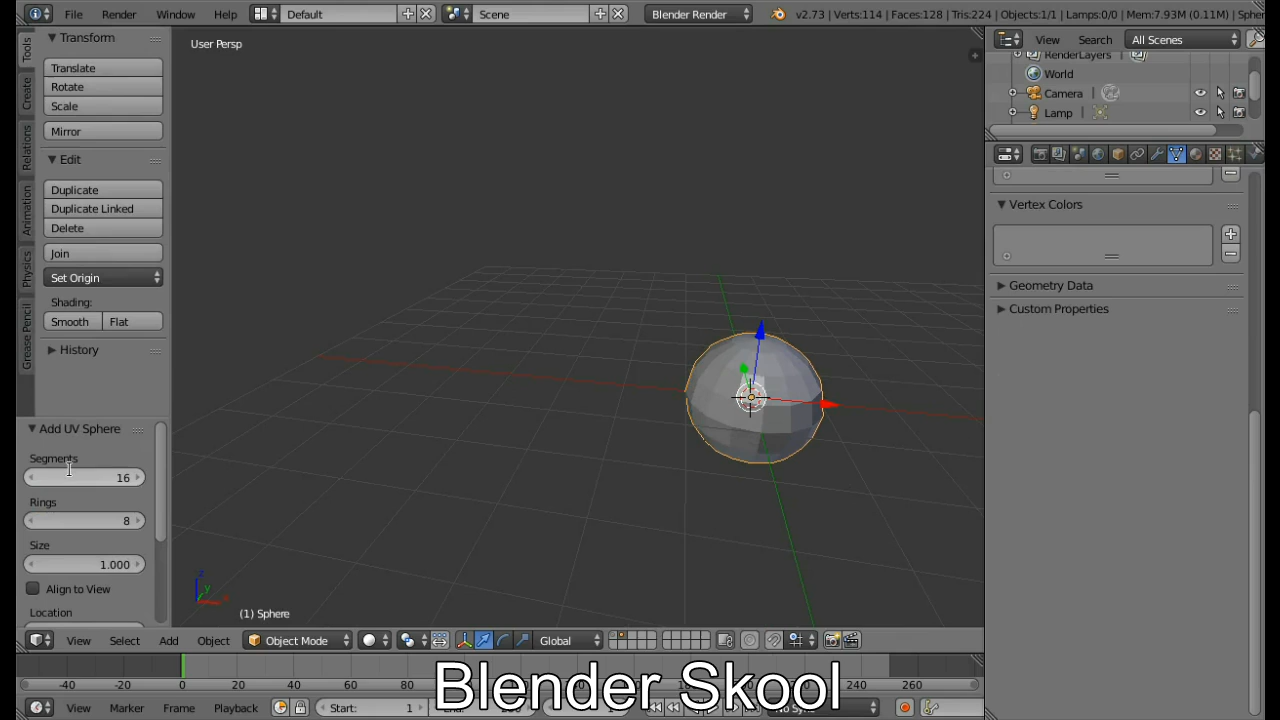 File Render Window Help Default Scene Blender Render v2.73 | Verts:114 | Faces:128 | Tris:224 | Objects:1/1 | Lamps:0/0 | Mem:7.93M (0.11M) | Spher
Tools
Create
Relations
Animation
Physics
Grease Pencil
Transform
Translate
Rotate
Scale
Mirror
Edit
Duplicate
Duplicate Linked
Delete
Join
Set Origin
Shading:
Smooth Flat
History
Add UV Sphere
Segments
16
Rings
8
Size
1.000
Align to View
Location
User Persp
(1) Sphere
View Search All Scenes
RenderLayers
World
Camera
Lamp
Vertex Colors
Geometry Data
Custom Properties
View Select Add Object Object Mode Global
-40 -20 0 20 40 60 80 240 260
View Marker Frame Playback Start: 1
Blender Skool